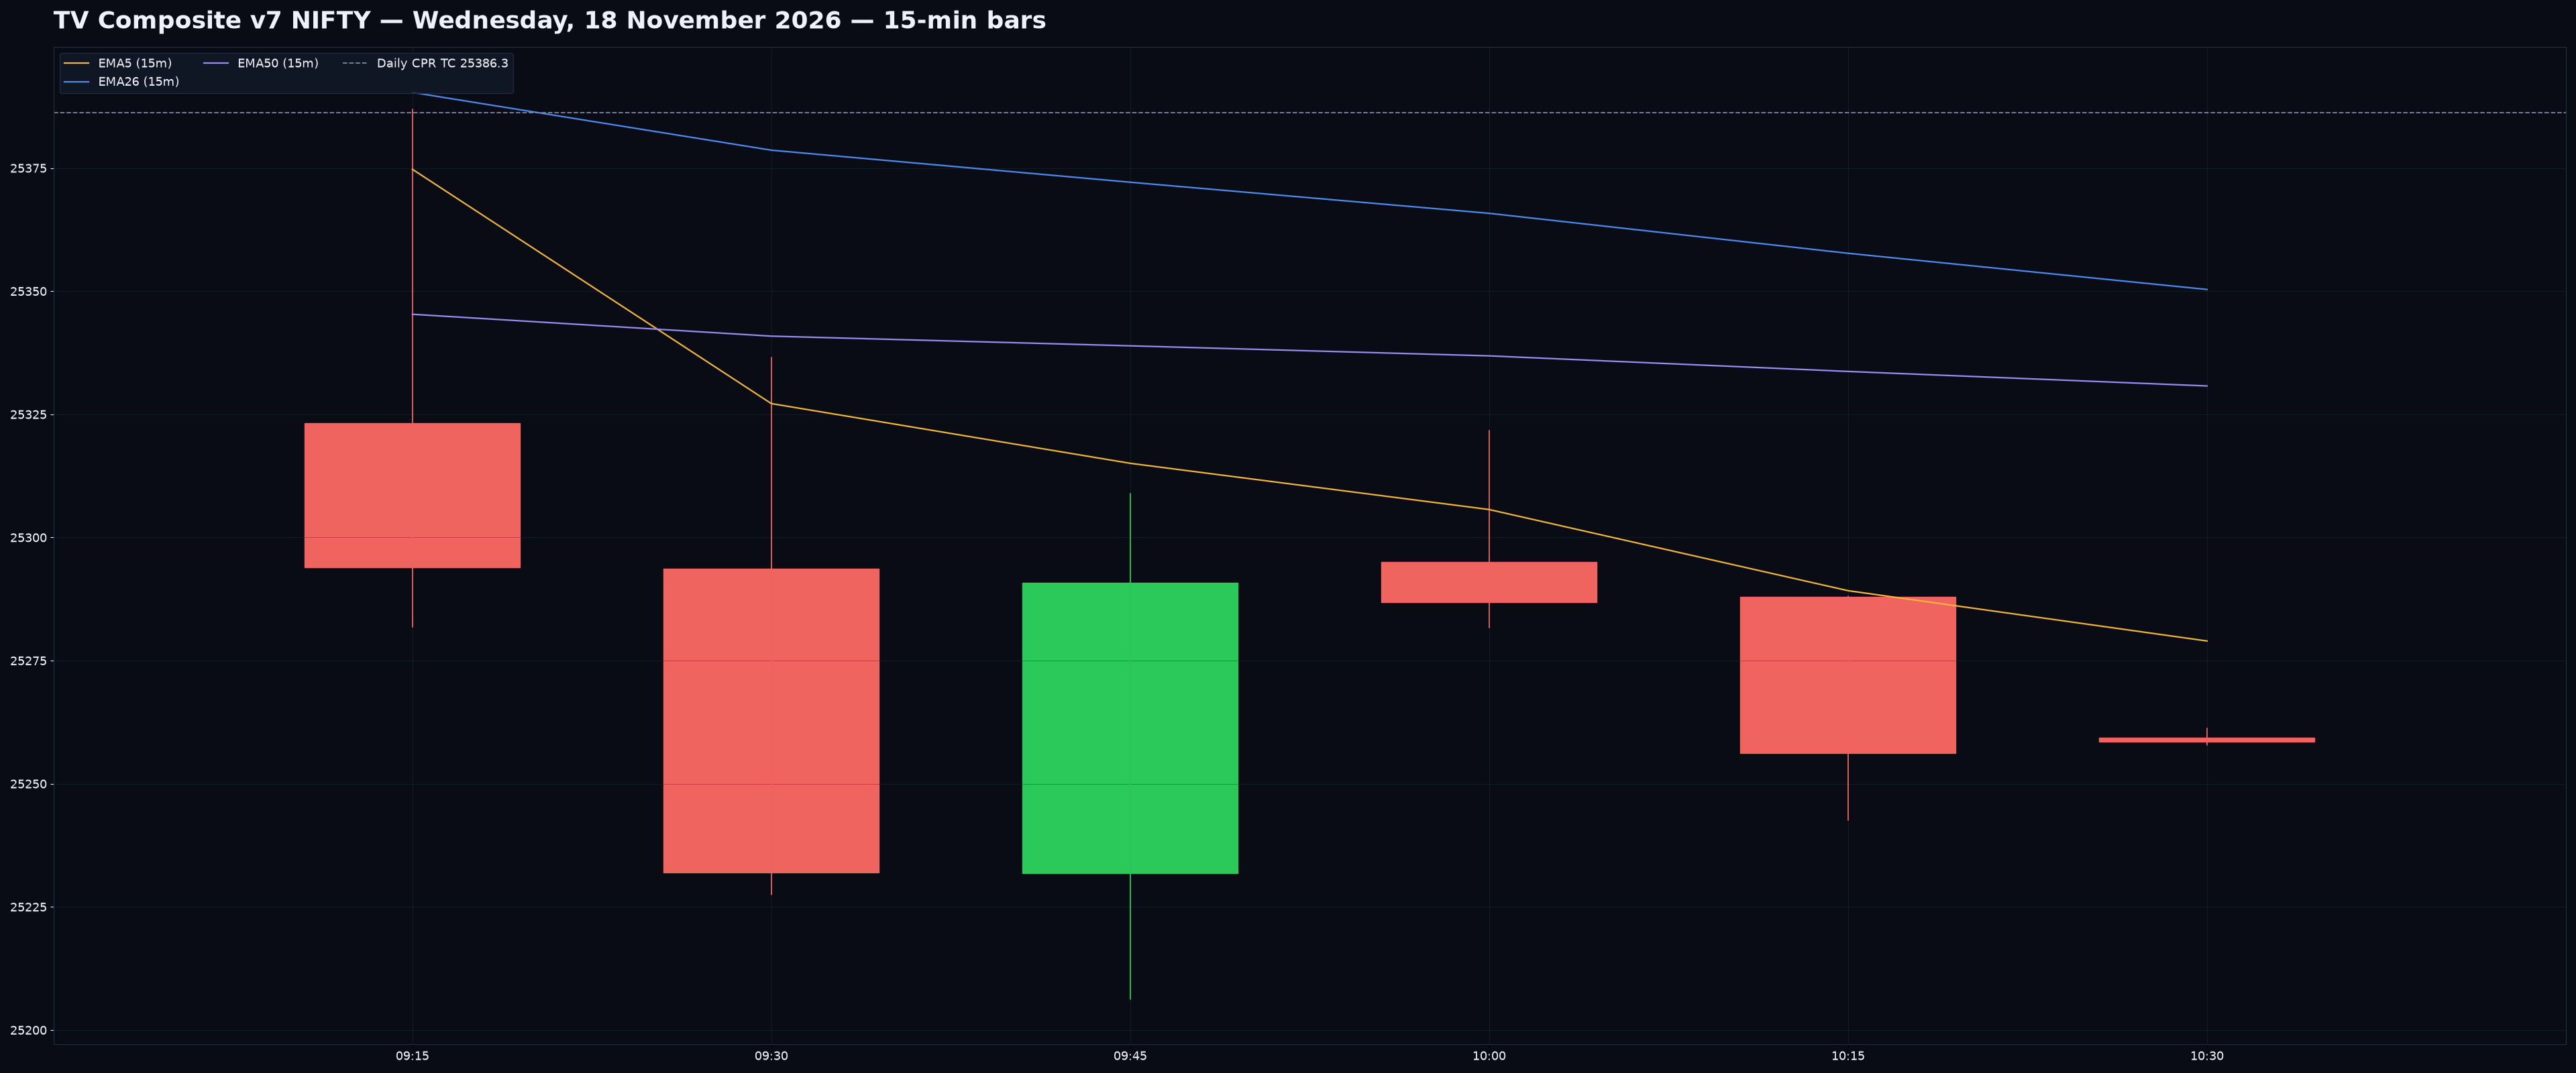 TV Composite v7 NIFTY — Wednesday, 18 November 2026 — 15-min bars
EMA5 (15m) EMA50 (15m) Daily CPR TC 25386.3
EMA26 (15m)
25375
25350
25325
25300
25275
25250
25225
25200
09:15 09:30 09:45 10:00 10:15 10:30